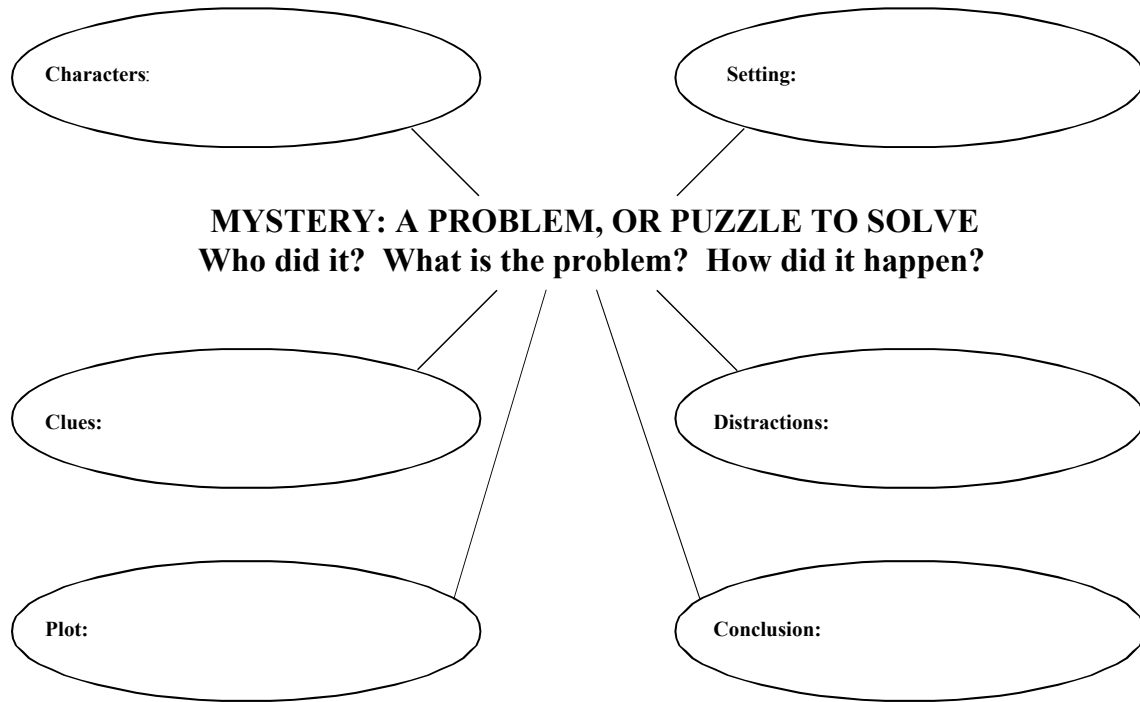 Characters:
Setting:
MYSTERY: A PROBLEM, OR PUZZLE TO SOLVE
Who did it?  What is the problem?  How did it happen?
Clues:
Distractions:
Plot:
Conclusion: